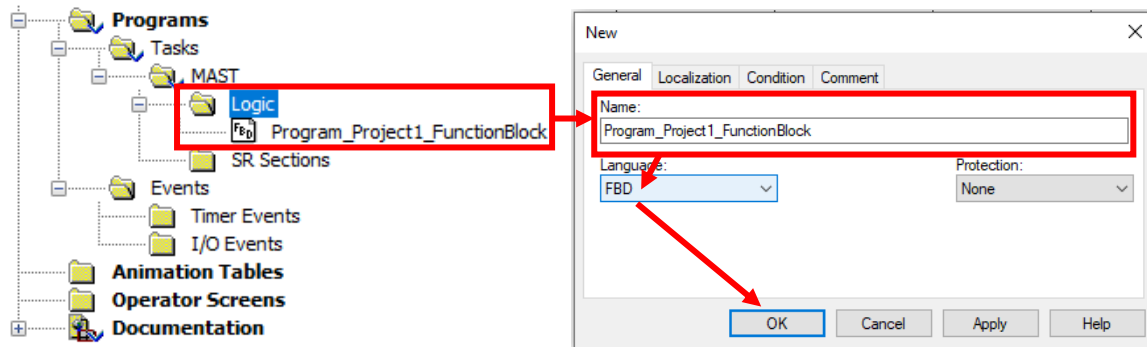 Programs
Tasks
MAST
Logic
FBD Program_Project1_FunctionBlock
SR Sections
Events
Timer Events
I/O Events
Animation Tables
Operator Screens
Documentation
New
General Localization Condition Comment
Name:
Program_Project1_FunctionBlock
Language: Protection:
FBD None
OK Cancel Apply Help